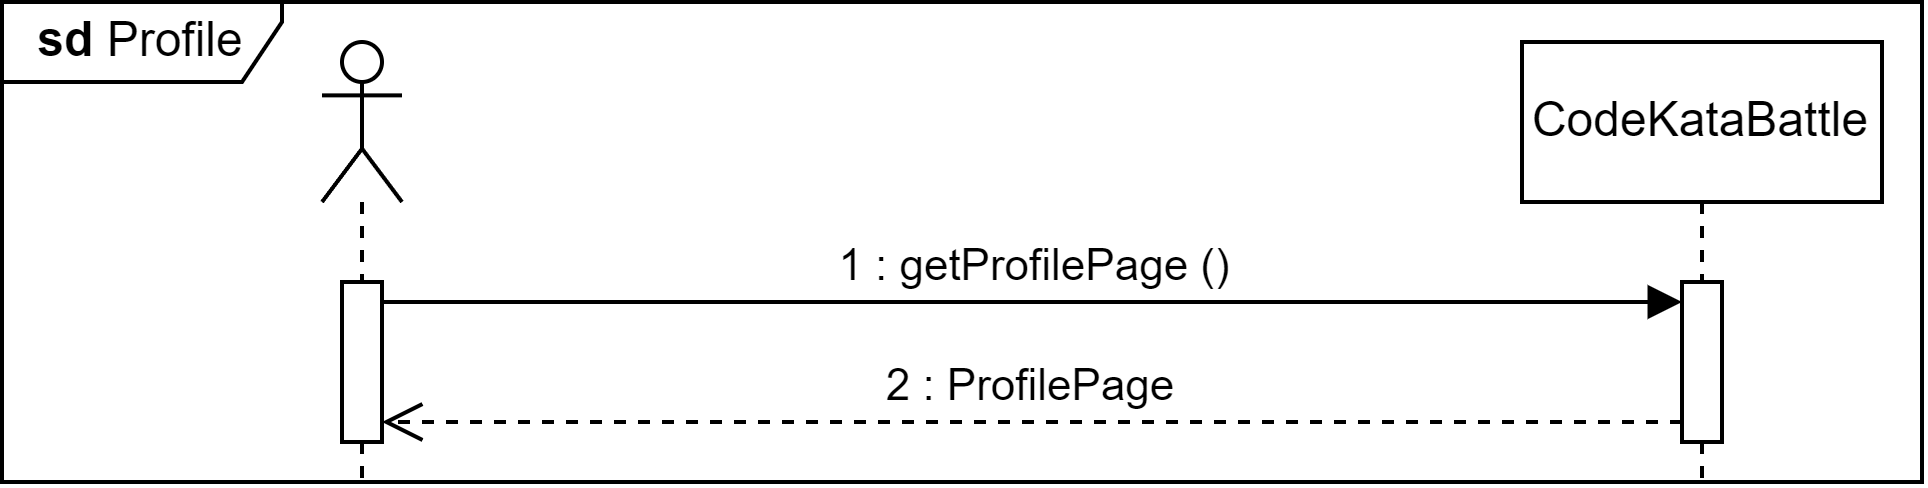 sd Profile
CodeKataBattle
1 : getProfilePage ()
2 : ProfilePage